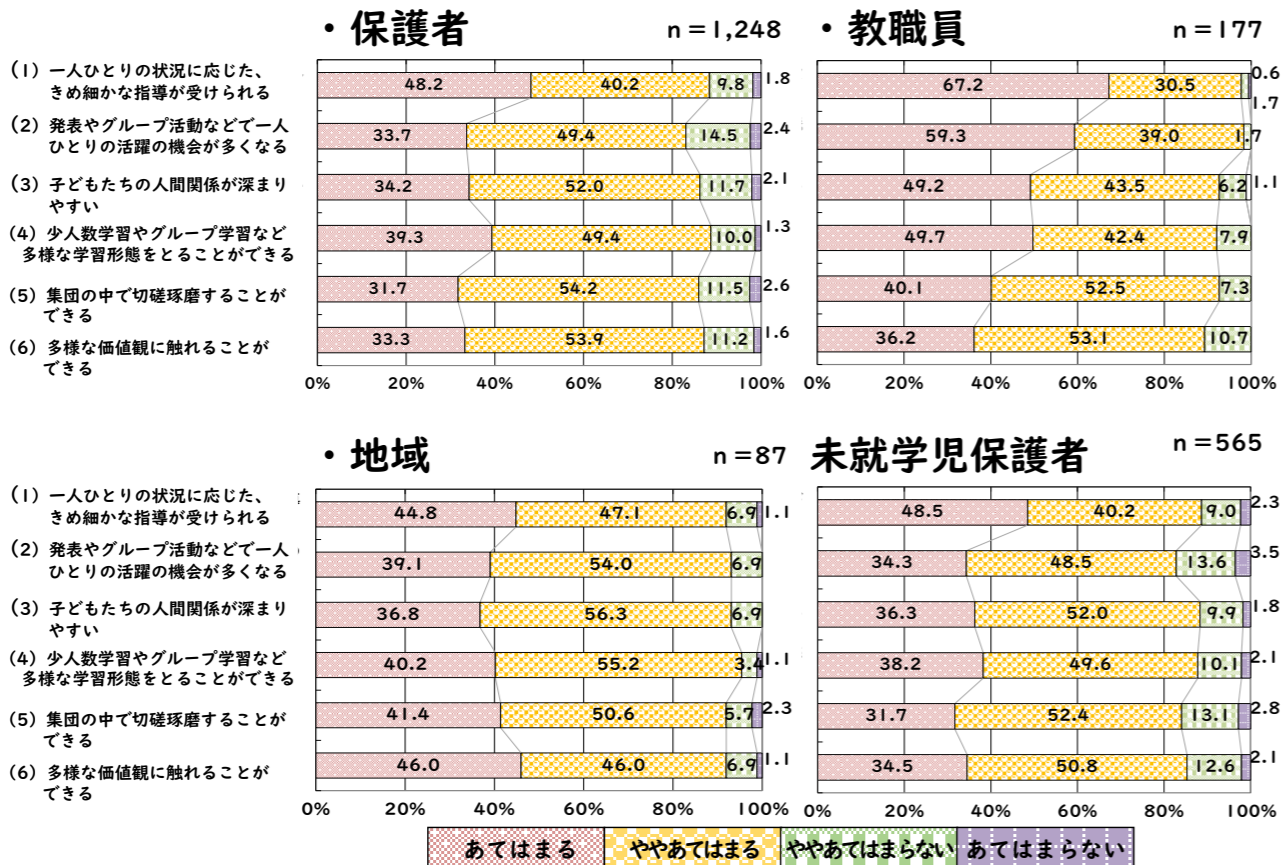 ・保護者 n=1,248
(1) 一人ひとりの状況に応じた、
きめ細かな指導が受けられる
48.2 40.2 9.8 1.8
(2) 発表やグループ活動などで一人
ひとりの活躍の機会が多くなる
33.7 49.4 14.5 2.4
(3) 子どもたちの人間関係が深まり
やすい
34.2 52.0 11.7 2.1
(4) 少人数学習やグループ学習など
多様な学習形態をとることができる
39.3 49.4 10.0 1.3
(5) 集団の中で切磋琢磨することが
できる
31.7 54.2 11.5 2.6
(6) 多様な価値観に触れることが
できる
33.3 53.9 11.2 1.6
0% 20% 40% 60% 80% 100%
・教職員 n=177
67.2 30.5 0.6
1.7
59.3 39.0 1.7
49.2 43.5 6.2 1.1
49.7 42.4 7.9
40.1 52.5 7.3
36.2 53.1 10.7
0% 20% 40% 60% 80% 100%
・地域 n=87
(1) 一人ひとりの状況に応じた、
きめ細かな指導が受けられる
44.8 47.1 6.9 1.1
(2) 発表やグループ活動などで一人
ひとりの活躍の機会が多くなる
39.1 54.0 6.9
(3) 子どもたちの人間関係が深まり
やすい
36.8 56.3 6.9
(4) 少人数学習やグループ学習など
多様な学習形態をとることができる
40.2 55.2 3.4 1.1
(5) 集団の中で切磋琢磨することが
できる
41.4 50.6 5.7 2.3
(6) 多様な価値観に触れることが
できる
46.0 46.0 6.9 1.1
0% 20% 40% 60% 80% 100%
未就学児保護者 n=565
48.5 40.2 9.0 2.3
34.3 48.5 13.6 3.5
36.3 52.0 9.9 1.8
38.2 49.6 10.1 2.1
31.7 52.4 13.1 2.8
34.5 50.8 12.6 2.1
0% 20% 40% 60% 80% 100%
あてはまる ややあてはまる ややあてはまらない あてはまらない